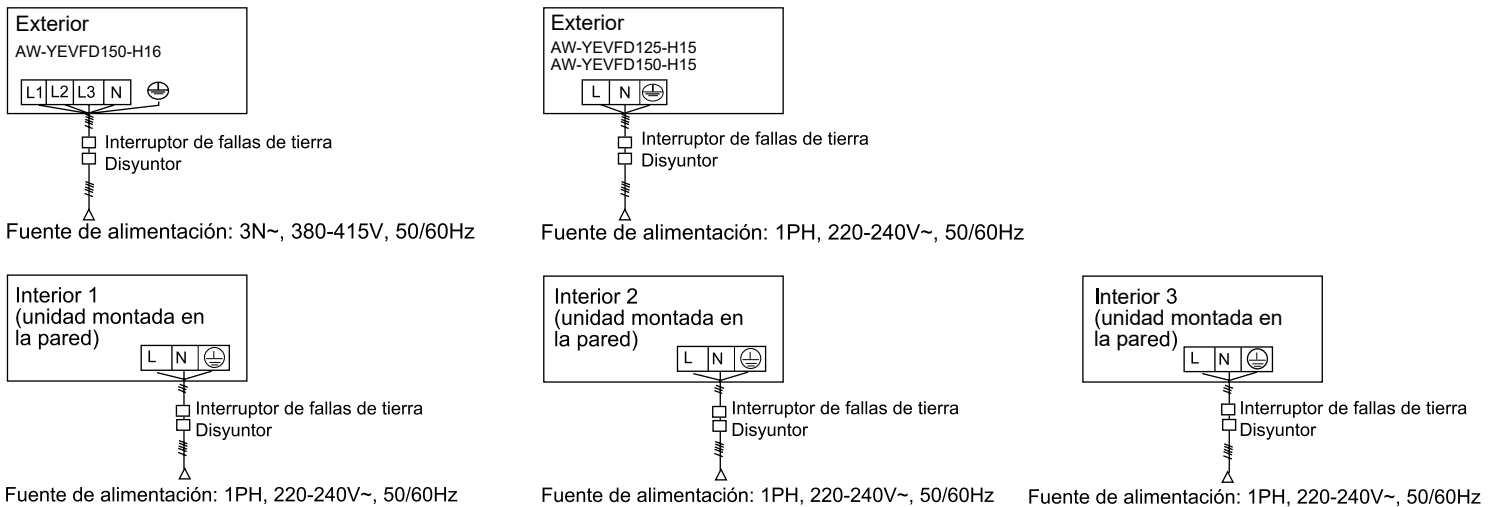 Exterior
AW-YEVFD150-H16
L1 L2 L3 N
Interruptor de fallas de tierra
Disyuntor
Fuente de alimentación: 3N~, 380-415V, 50/60Hz
Exterior
AW-YEVFD125-H15
AW-YEVFD150-H15
L N
Interruptor de fallas de tierra
Disyuntor
Fuente de alimentación: 1PH, 220-240V~, 50/60Hz
Interior 1
(unidad montada en
la pared)
L N
Interruptor de fallas de tierra
Disyuntor
Fuente de alimentación: 1PH, 220-240V~, 50/60Hz
Interior 2
(unidad montada en
la pared)
L N
Interruptor de fallas de tierra
Disyuntor
Fuente de alimentación: 1PH, 220-240V~, 50/60Hz
Interior 3
(unidad montada en
la pared)
L N
Interruptor de fallas de tierra
Disyuntor
Fuente de alimentación: 1PH, 220-240V~, 50/60Hz